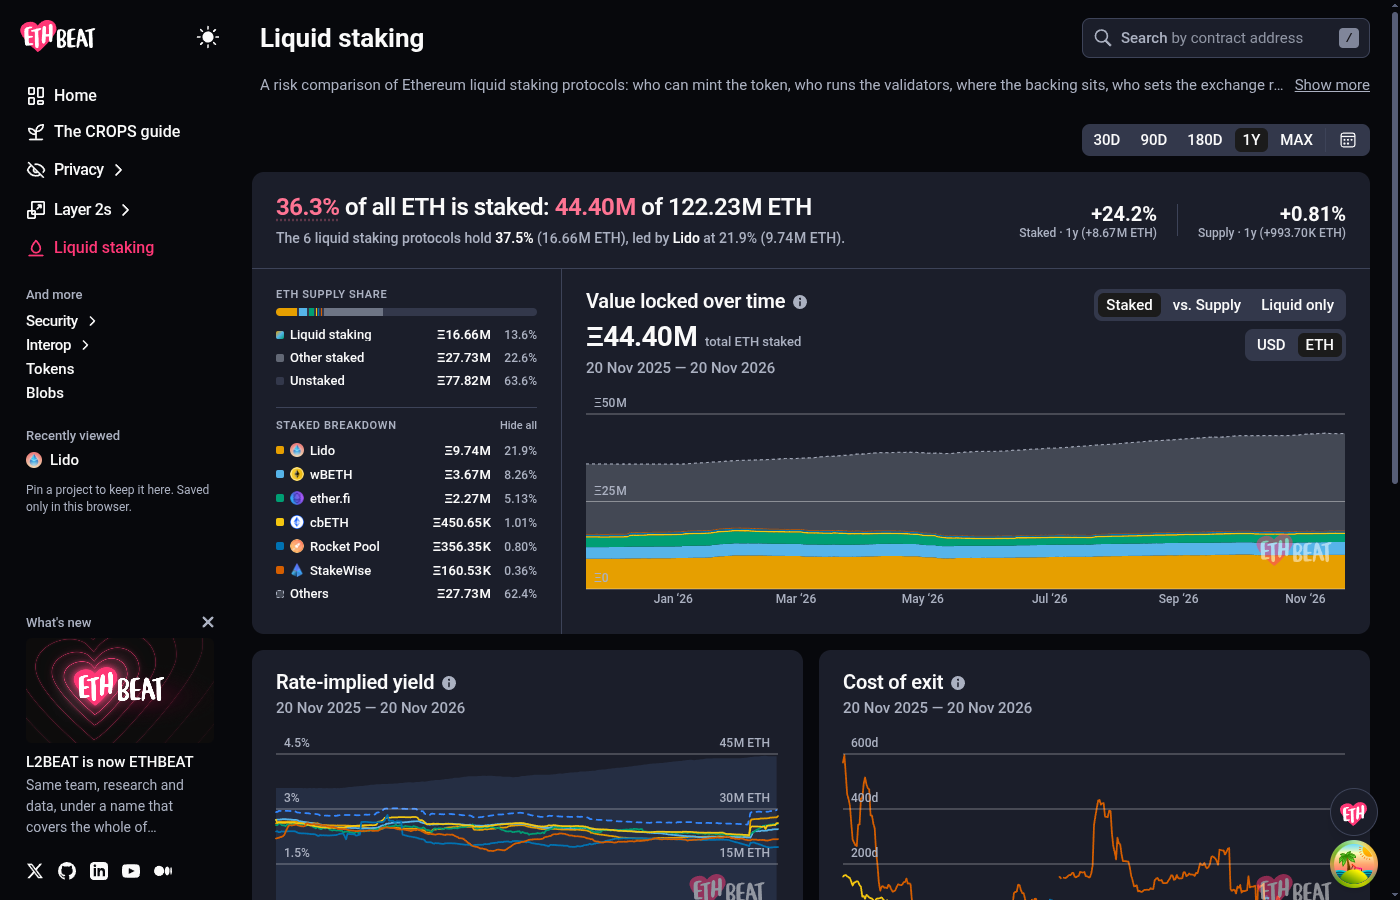 ETHBEAT
Home
The CROPS guide
Privacy
Layer 2s
Liquid staking
And more
Security
Interop
Tokens
Blobs
Recently viewed
Lido
Pin a project to keep it here. Saved
only in this browser.
What's new
ETHBEAT
L2BEAT is now ETHBEAT
Same team, research and
data, under a name that
covers the whole of…
Liquid staking
Search by contract address /
A risk comparison of Ethereum liquid staking protocols: who can mint the token, who runs the validators, where the backing sits, who sets the exchange r… Show more
30D 90D 180D 1Y MAX
36.3% of all ETH is staked: 44.40M of 122.23M ETH
The 6 liquid staking protocols hold 37.5% (16.66M ETH), led by Lido at 21.9% (9.74M ETH).
+24.2%
Staked · 1y (+8.67M ETH)
+0.81%
Supply · 1y (+993.70K ETH)
ETH SUPPLY SHARE
Liquid staking Ξ16.66M 13.6%
Other staked Ξ27.73M 22.6%
Unstaked Ξ77.82M 63.6%
STAKED BREAKDOWN Hide all
Lido Ξ9.74M 21.9%
wBETH Ξ3.67M 8.26%
ether.fi Ξ2.27M 5.13%
cbETH Ξ450.65K 1.01%
Rocket Pool Ξ356.35K 0.80%
StakeWise Ξ160.53K 0.36%
Others Ξ27.73M 62.4%
Value locked over time
Staked vs. Supply Liquid only
Ξ44.40M total ETH staked
USD ETH
20 Nov 2025 — 20 Nov 2026
Ξ50M
Ξ25M
ETHBEAT
Ξ0
Jan ‘26 Mar ‘26 May ‘26 Jul ‘26 Sep ‘26 Nov ‘26
Rate-implied yield
20 Nov 2025 — 20 Nov 2026
4.5% 45M ETH
3% 30M ETH
1.5% 15M ETH
ETHBEAT
Cost of exit
20 Nov 2025 — 20 Nov 2026
600d
400d
200d
ETHBEAT
ETH